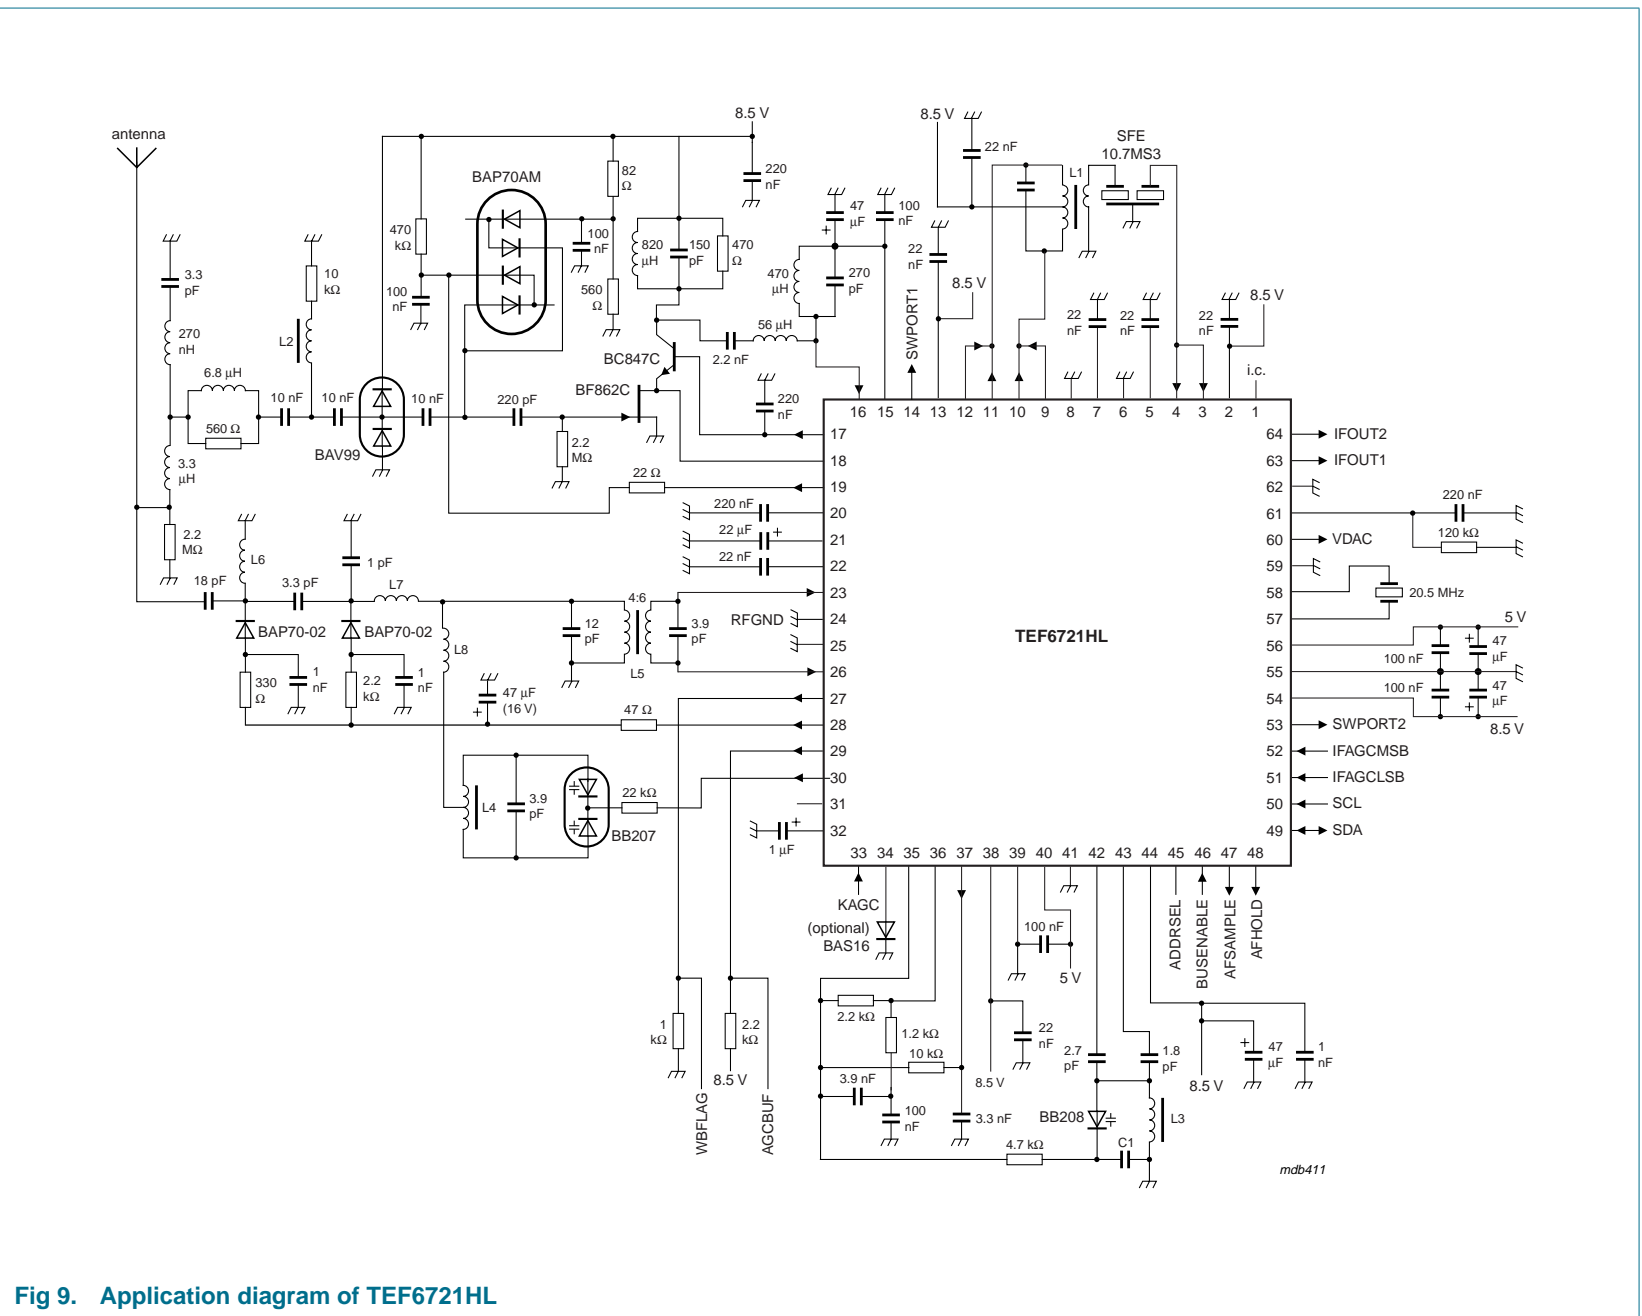 antenna
8.5 V
8.5 V
SFE
10.7MS3
BAP70AM
82
Ω
220
nF
22 nF
L1
470
kΩ
100
nF
100
nF
560
Ω
820
μH
150
pF
470
Ω
47
μF
+
100
nF
470
μH
270
pF
22
nF
8.5 V
3.3
pF
10
kΩ
270
nH
L2
6.8 μH
560 Ω
10 nF
10 nF
10 nF
BAV99
3.3
μH
2.2
MΩ
220 pF
2.2
MΩ
BC847C
BF862C
2.2 nF
56 μH
SWPORT1
220
nF
22
nF
22
nF
22
nF
8.5 V
i.c.
16 15 14 13 12 11 10 9 8 7 6 5 4 3 2 1
17
18
19
20
21
22
23
24
25
26
27
28
29
30
31
32
22 Ω
220 nF
22 μF
+
22 nF
RFGND
TEF6721HL
64 IFOUT2
63 IFOUT1
62
61
220 nF
120 kΩ
60 VDAC
59
58
20.5 MHz
57
5 V
56
100 nF
+
47
μF
55
100 nF
+
47
μF
54
8.5 V
53 SWPORT2
52 IFAGCMSB
51 IFAGCLSB
50 SCL
49 SDA
18 pF
L6
3.3 pF
1 pF
L7
BAP70-02
BAP70-02
330
Ω
1
nF
2.2
kΩ
1
nF
L8
12
pF
4:6
L5
3.9
pF
47 μF
(16 V)
+
47 Ω
L4
3.9
pF
22 kΩ
BB207
1 μF
+
33 34 35 36 37 38 39 40 41 42 43 44 45 46 47 48
KAGC
(optional)
BAS16
100 nF
5 V
ADDRSEL
BUSENABLE
AFSAMPLE
AFHOLD
1
kΩ
WBFLAG
2.2
kΩ
8.5 V
AGCBUF
2.2 kΩ
1.2 kΩ
10 kΩ
3.9 nF
100
nF
3.3 nF
8.5 V
22
nF
2.7
pF
1.8
pF
BB208
L3
4.7 kΩ
C1
8.5 V
+
47
μF
1
nF
mdb411
Fig 9. Application diagram of TEF6721HL